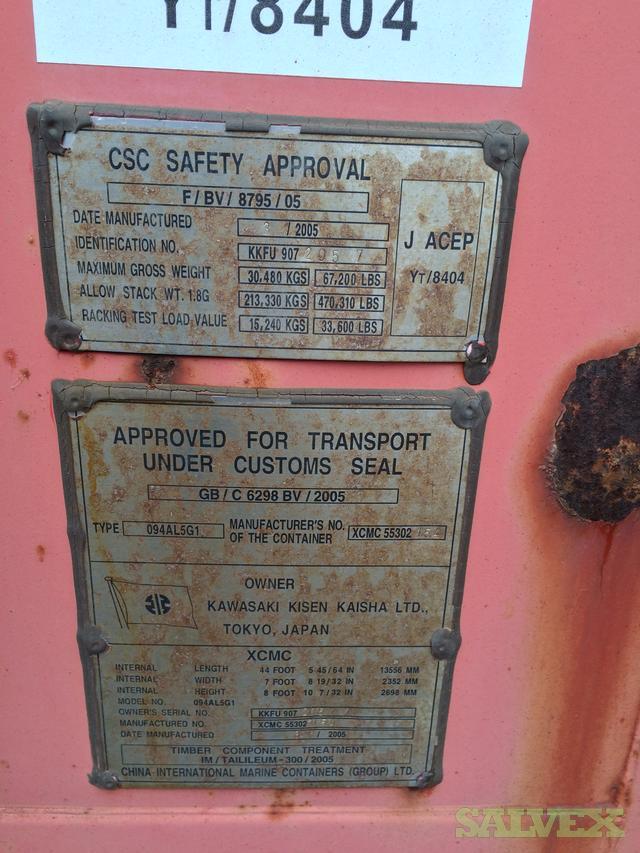 YT/8404
CSC SAFETY APPROVAL
F/BV/8795/05
DATE MANUFACTURED /2005
IDENTIFICATION NO. KKFU 907
MAXIMUM GROSS WEIGHT 30,480 KGS 67,200 LBS
ALLOW STACK WT. 1.8G 213,330 KGS 470,310 LBS
RACKING TEST LOAD VALUE 15,240 KGS 33,600 LBS
J ACEP
YT/8404
APPROVED FOR TRANSPORT
UNDER CUSTOMS SEAL
GB/C 6298 BV/2005
TYPE 094AL5G1 MANUFACTURER'S NO. OF THE CONTAINER XCMC 55302
OWNER
KAWASAKI KISEN KAISHA LTD.,
TOKYO, JAPAN
XCMC
INTERNAL LENGTH 44 FOOT 5 45/64 IN 13556 MM
INTERNAL WIDTH 7 FOOT 8 19/32 IN 2352 MM
INTERNAL HEIGHT 8 FOOT 10 7/32 IN 2698 MM
MODEL NO. 094AL5G1
OWNER'S SERIAL NO. KKFU 907
MANUFACTURED NO. XCMC 55302
DATE MANUFACTURED / 2005
TIMBER COMPONENT TREATMENT
IM/TAILILEUM-300/2005
CHINA INTERNATIONAL MARINE CONTAINERS (GROUP) LTD.
SALVEX